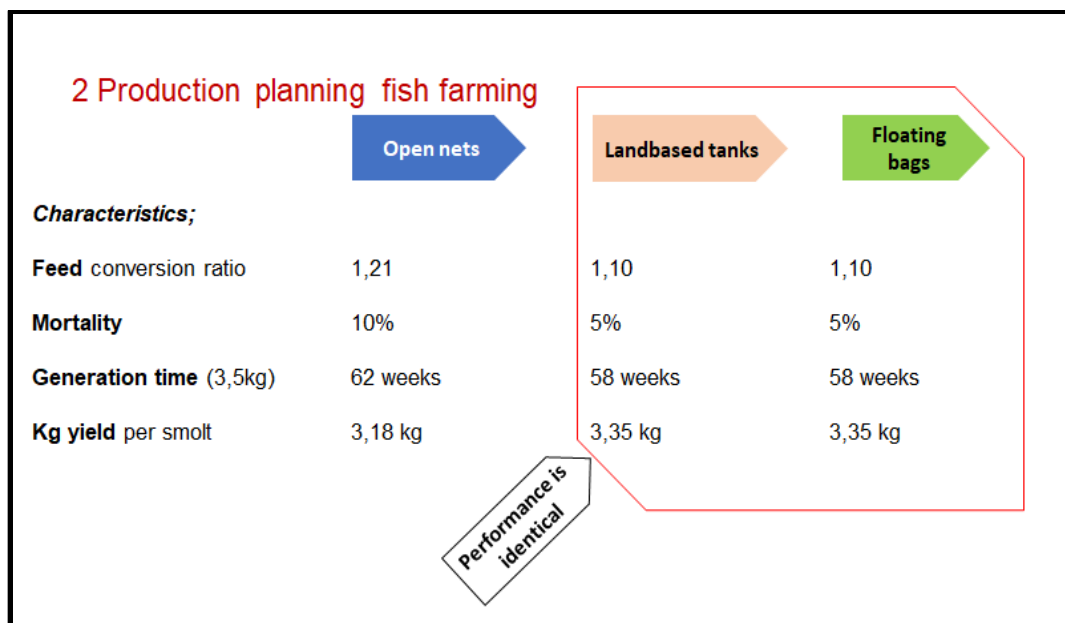 2 Production planning fish farming
Open nets
Landbased tanks
Floating
bags
Characteristics;
Feed conversion ratio 1,21 1,10 1,10
Mortality 10% 5% 5%
Generation time (3,5kg) 62 weeks 58 weeks 58 weeks
Kg yield per smolt 3,18 kg 3,35 kg 3,35 kg
Performance is
identical